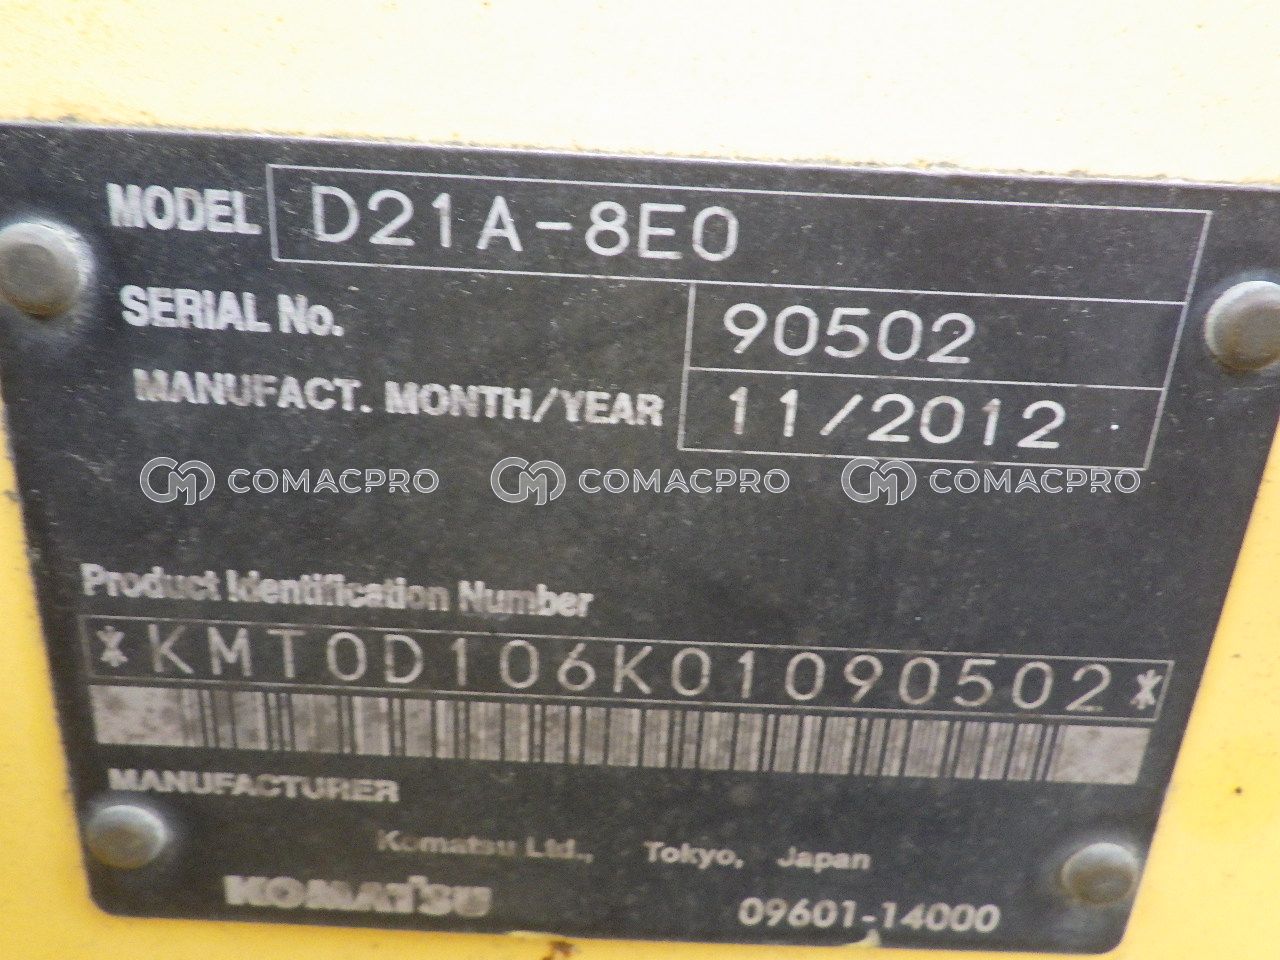 MODEL D21A-8E0
SERIAL No. 90502
MANUFACT. MONTH/YEAR 11/2012
COMACPRO COMACPRO COMACPRO
Product Identification Number
*KMT0D106K01090502*
MANUFACTURER
Komatsu Ltd., Tokyo, Japan
KOMATSU 09601-14000